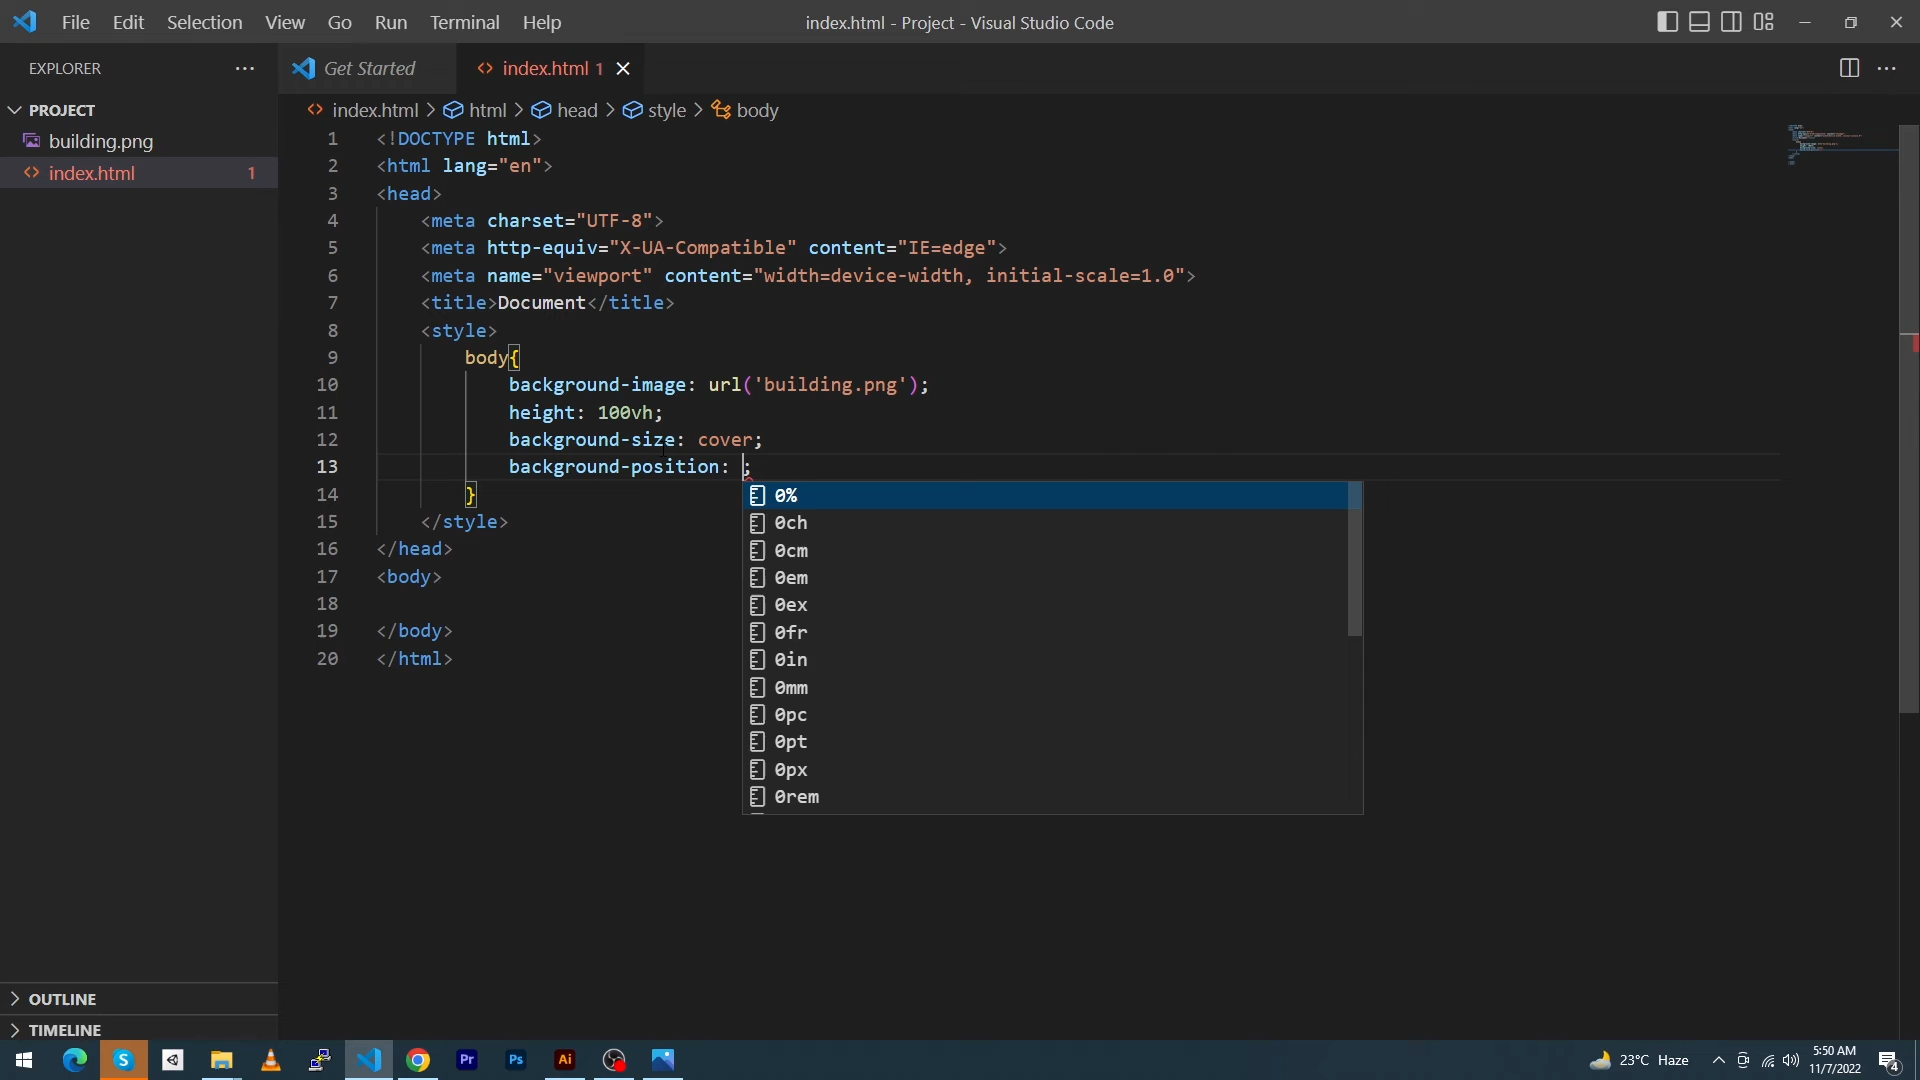 File Edit Selection View Go Run Terminal Help
index.html - Project - Visual Studio Code
EXPLORER
Get Started
index.html 1
PROJECT
building.png
index.html 1
index.html > html > head > style > body
1 <!DOCTYPE html>
2 <html lang="en">
3 <head>
4 <meta charset="UTF-8">
5 <meta http-equiv="X-UA-Compatible" content="IE=edge">
6 <meta name="viewport" content="width=device-width, initial-scale=1.0">
7 <title>Document</title>
8 <style>
9 body{
10 background-image: url('building.png');
11 height: 100vh;
12 background-size: cover;
13 background-position: ;
14 }
15 </style>
16 </head>
17 <body>
18
19 </body>
20 </html>
0%
0ch
0cm
0em
0ex
0fr
0in
0mm
0pc
0pt
0px
0rem
OUTLINE
TIMELINE
S
Pr
Ps
Ai
23°C Haze
5:50 AM
11/7/2022
4